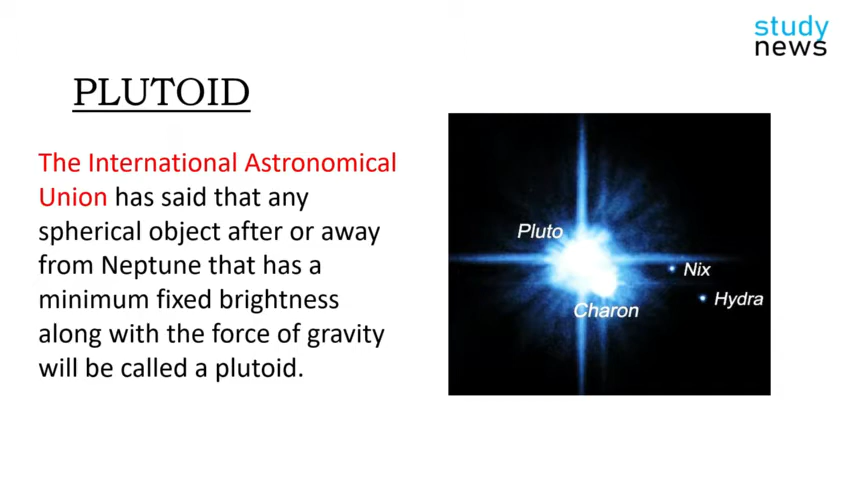 study
news
PLUTOID
The International Astronomical
Union has said that any
spherical object after or away
from Neptune that has a
minimum fixed brightness
along with the force of gravity
will be called a plutoid.
Pluto
Nix
Hydra
Charon